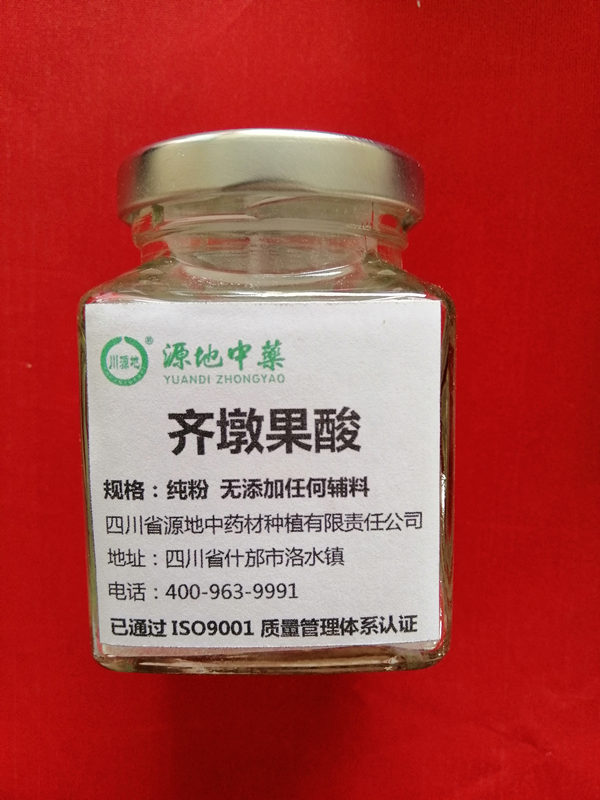 川源地®
源地中药
YUANDI ZHONGYAO
齐墩果酸
规格：纯粉 无添加任何辅料
四川省源地中药材种植有限责任公司
地址：四川省什邡市洛水镇
电话：400-963-9991
已通过 ISO9001 质量管理体系认证